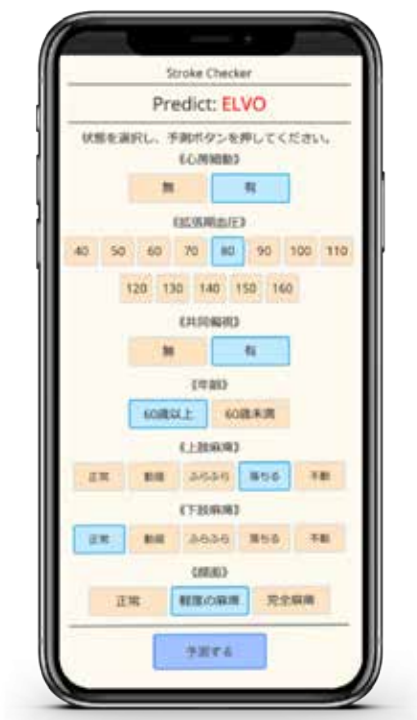 Stroke Checker
Predict: ELVO
状態を選択し、予測ボタンを押してください。
《心房細動》
無 有
《拡張期血圧》
40 50 60 70 80 90 100 110
120 130 140 150 160
《共同偏視》
無 有
《年齢》
60歳以上 60歳未満
《上肢麻痺》
正常 動揺 ふらふら 落ちる 不動
《下肢麻痺》
正常 動揺 ふらふら 落ちる 不動
《顔面》
正常 軽度の麻痺 完全麻痺
予測する